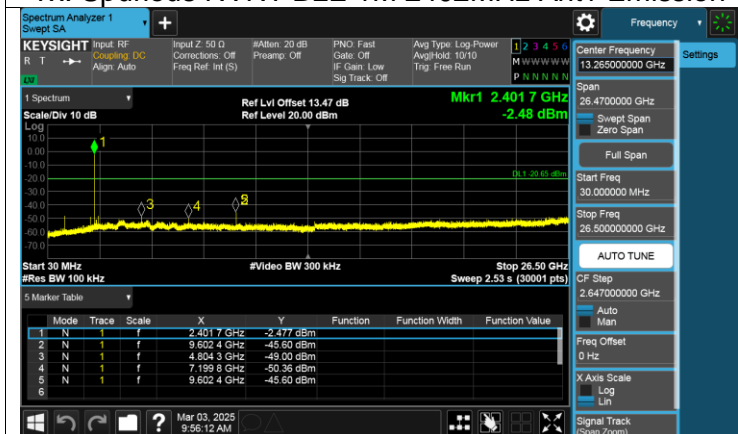 Spectrum Analyzer 1
Swept SA
Frequency
KEYSIGHT
R T
LXI
Input: RF
Coupling: DC
Align: Auto
Input Z: 50 Ω
Corrections: Off
Freq Ref: Int (S)
#Atten: 20 dB
Preamp: Off
PNO: Fast
Gate: Off
IF Gain: Low
Sig Track: Off
Avg Type: Log-Power
Avg|Hold: 10/10
Trig: Free Run
1 2 3 4 5 6
M W W W W W
P N N N N N
1 Spectrum
Scale/Div 10 dB
Ref Lvl Offset 13.47 dB
Ref Level 20.00 dBm
Mkr1 2.401 7 GHz
-2.48 dBm
Log
10.0
0.00
-10.0
-20.0
-30.0
-40.0
-50.0
-60.0
-70.0
1
3
4
DL1 -20.65 dBm
Start 30 MHz
#Res BW 100 kHz
#Video BW 300 kHz
Stop 26.50 GHz
Sweep 2.53 s (30001 pts)
5 Marker Table
Mode Trace Scale X Y Function Function Width Function Value
1 N 1 f 2.401 7 GHz -2.477 dBm
2 N 1 f 9.602 4 GHz -45.60 dBm
3 N 1 f 4.804 3 GHz -49.00 dBm
4 N 1 f 7.199 8 GHz -50.36 dBm
5 N 1 f 9.602 4 GHz -45.60 dBm
6
Mar 03, 2025
9:56:12 AM
Center Frequency
13.265000000 GHz
Settings
Span
26.4700000 GHz
Swept Span
Zero Span
Full Span
Start Freq
30.000000 MHz
Stop Freq
26.500000000 GHz
AUTO TUNE
CF Step
2.647000000 GHz
Auto
Man
Freq Offset
0 Hz
X Axis Scale
Log
Lin
Signal Track
(Span Zoom)